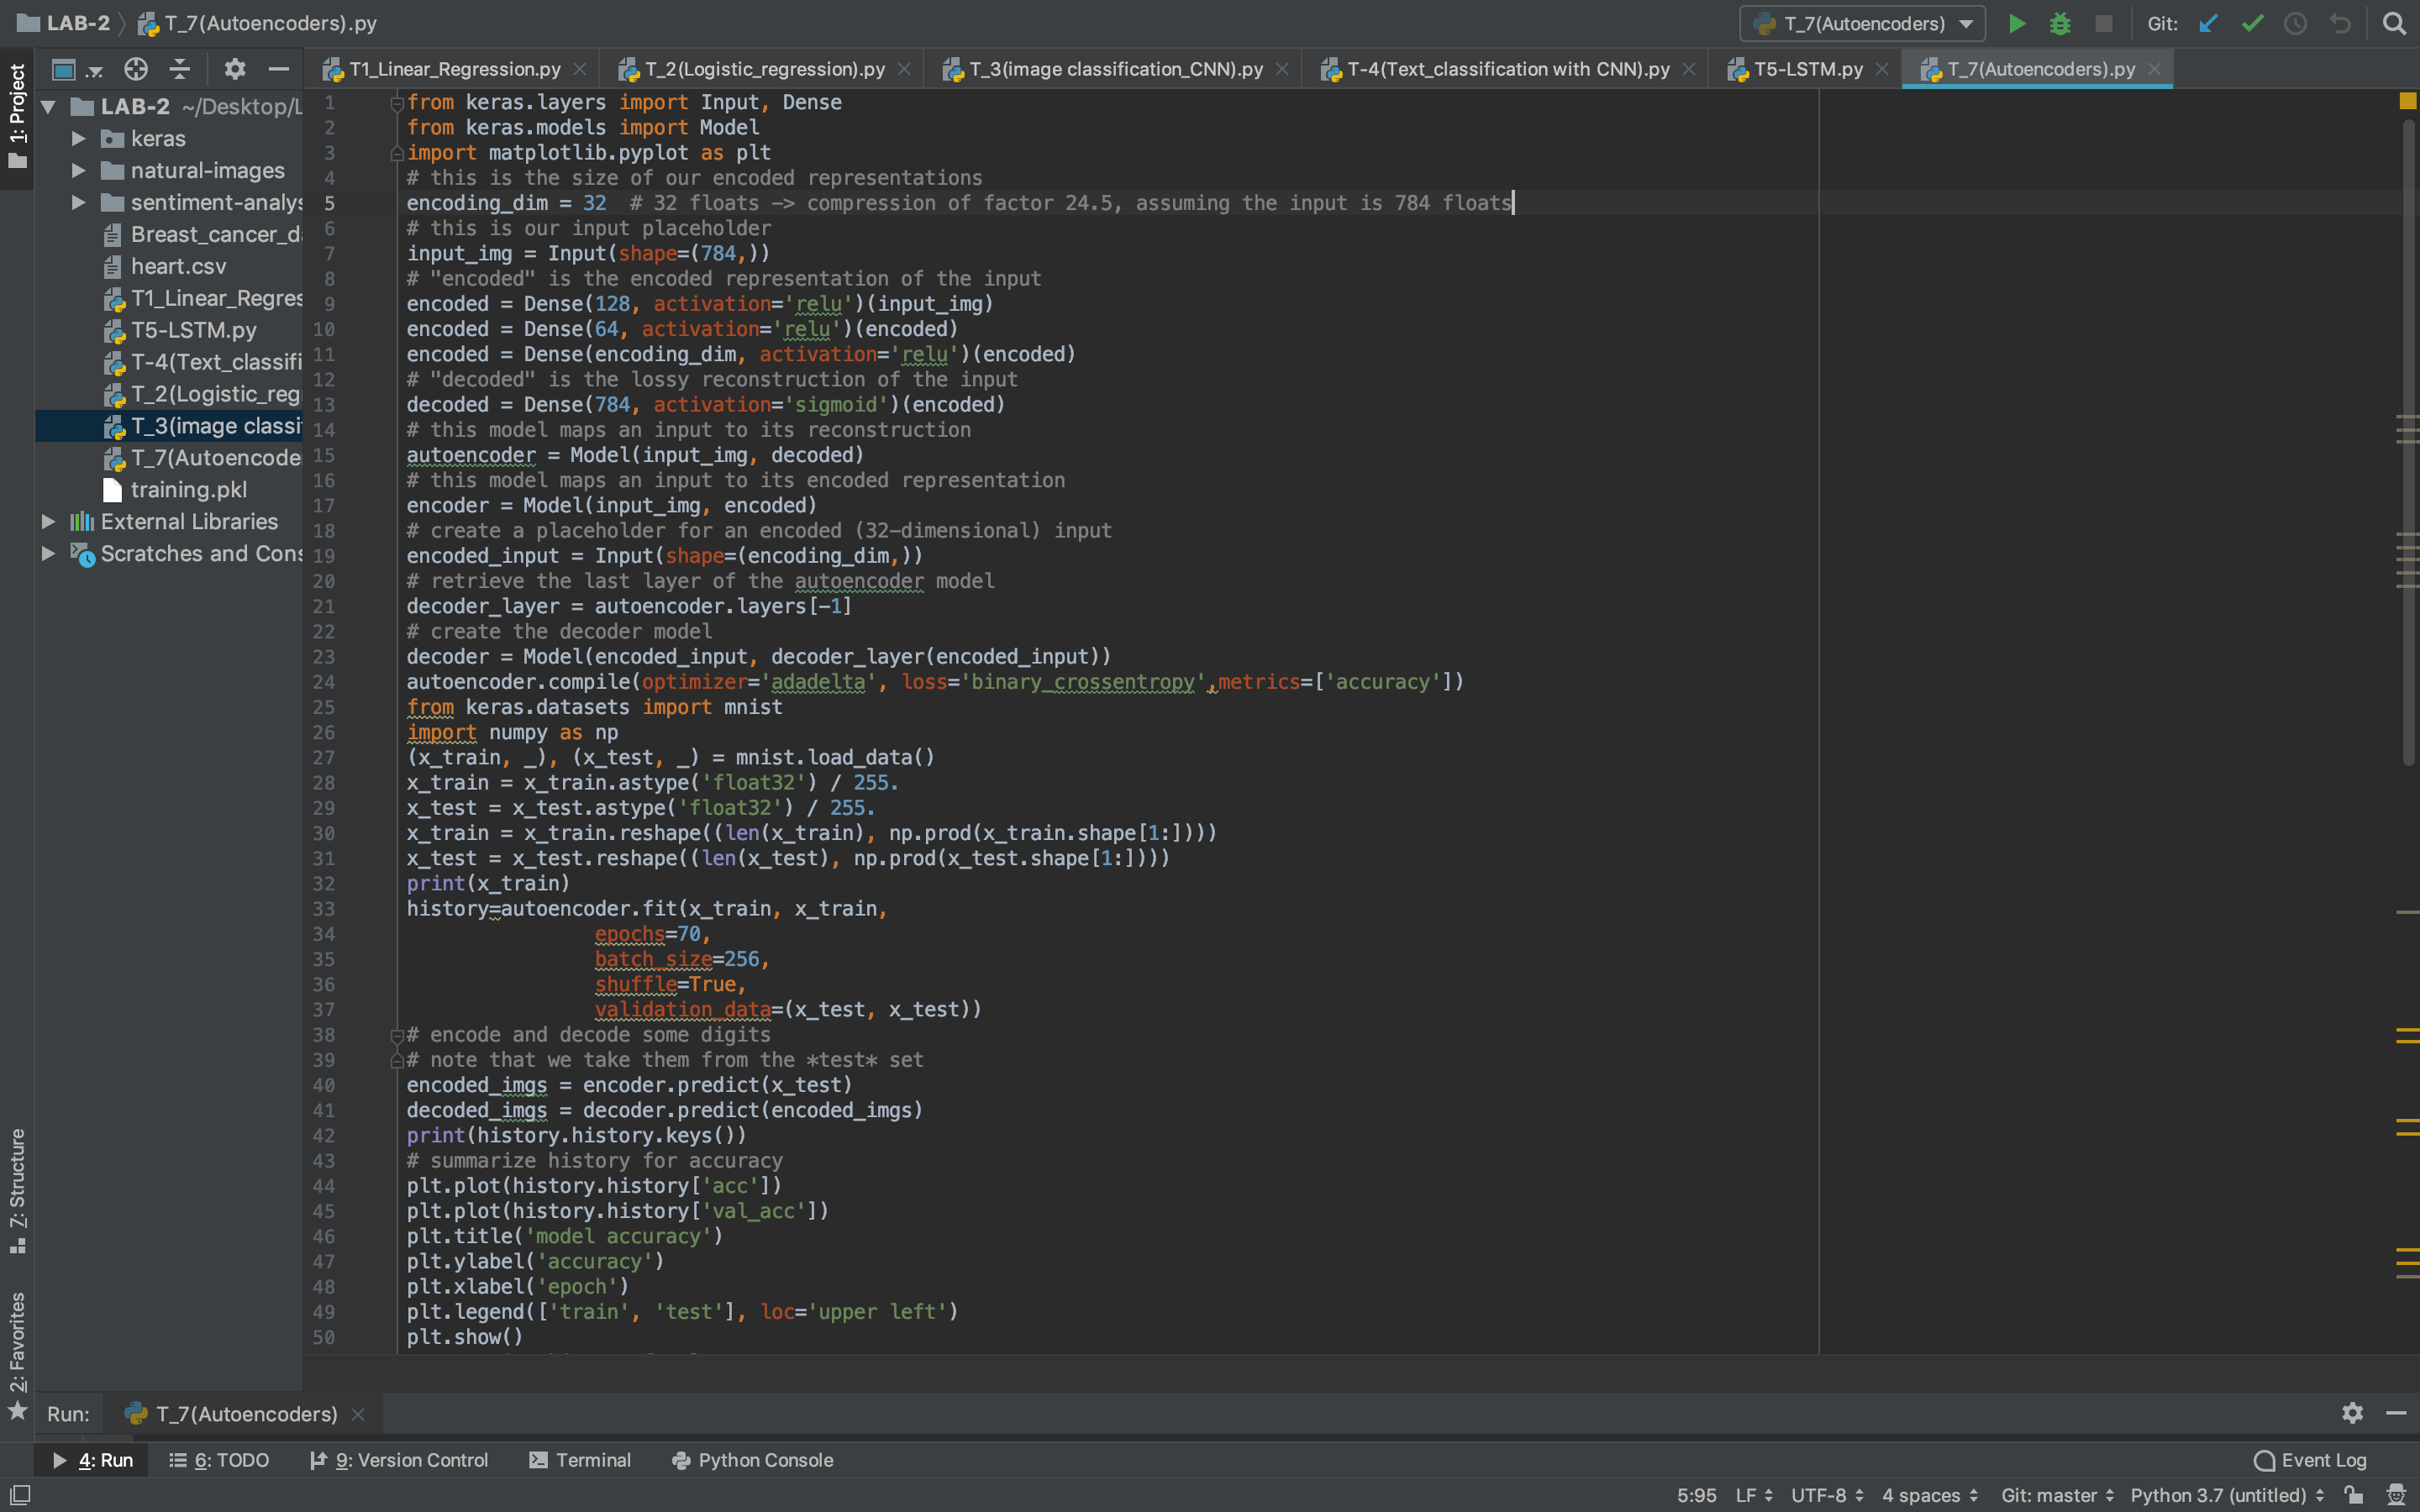 LAB-2 T_7(Autoencoders).py
T_7(Autoencoders) Git:
1: Project
T1_Linear_Regression.py T_2(Logistic_regression).py T_3(image classification_CNN).py T-4(Text_classification with CNN).py T5-LSTM.py T_7(Autoencoders).py
LAB-2 ~/Desktop/L
keras
natural-images
sentiment-analys
Breast_cancer_da
heart.csv
T1_Linear_Regres
T5-LSTM.py
T-4(Text_classifi
T_2(Logistic_reg
T_3(image classi
T_7(Autoencode
training.pkl
External Libraries
Scratches and Cons
1 from keras.layers import Input, Dense
2 from keras.models import Model
3 import matplotlib.pyplot as plt
4 # this is the size of our encoded representations
5 encoding_dim = 32  # 32 floats -> compression of factor 24.5, assuming the input is 784 floats
6 # this is our input placeholder
7 input_img = Input(shape=(784,))
8 # "encoded" is the encoded representation of the input
9 encoded = Dense(128, activation='relu')(input_img)
10 encoded = Dense(64, activation='relu')(encoded)
11 encoded = Dense(encoding_dim, activation='relu')(encoded)
12 # "decoded" is the lossy reconstruction of the input
13 decoded = Dense(784, activation='sigmoid')(encoded)
14 # this model maps an input to its reconstruction
15 autoencoder = Model(input_img, decoded)
16 # this model maps an input to its encoded representation
17 encoder = Model(input_img, encoded)
18 # create a placeholder for an encoded (32-dimensional) input
19 encoded_input = Input(shape=(encoding_dim,))
20 # retrieve the last layer of the autoencoder model
21 decoder_layer = autoencoder.layers[-1]
22 # create the decoder model
23 decoder = Model(encoded_input, decoder_layer(encoded_input))
24 autoencoder.compile(optimizer='adadelta', loss='binary_crossentropy',metrics=['accuracy'])
25 from keras.datasets import mnist
26 import numpy as np
27 (x_train, _), (x_test, _) = mnist.load_data()
28 x_train = x_train.astype('float32') / 255.
29 x_test = x_test.astype('float32') / 255.
30 x_train = x_train.reshape((len(x_train), np.prod(x_train.shape[1:])))
31 x_test = x_test.reshape((len(x_test), np.prod(x_test.shape[1:])))
32 print(x_train)
33 history=autoencoder.fit(x_train, x_train,
34                 epochs=70,
35                 batch_size=256,
36                 shuffle=True,
37                 validation_data=(x_test, x_test))
38 # encode and decode some digits
39 # note that we take them from the *test* set
40 encoded_imgs = encoder.predict(x_test)
41 decoded_imgs = decoder.predict(encoded_imgs)
42 print(history.history.keys())
43 # summarize history for accuracy
44 plt.plot(history.history['acc'])
45 plt.plot(history.history['val_acc'])
46 plt.title('model accuracy')
47 plt.ylabel('accuracy')
48 plt.xlabel('epoch')
49 plt.legend(['train', 'test'], loc='upper left')
50 plt.show()
7: Structure
2: Favorites
Run: T_7(Autoencoders)
4: Run 6: TODO 9: Version Control Terminal Python Console Event Log
5:95 LF UTF-8 4 spaces Git: master Python 3.7 (untitled)